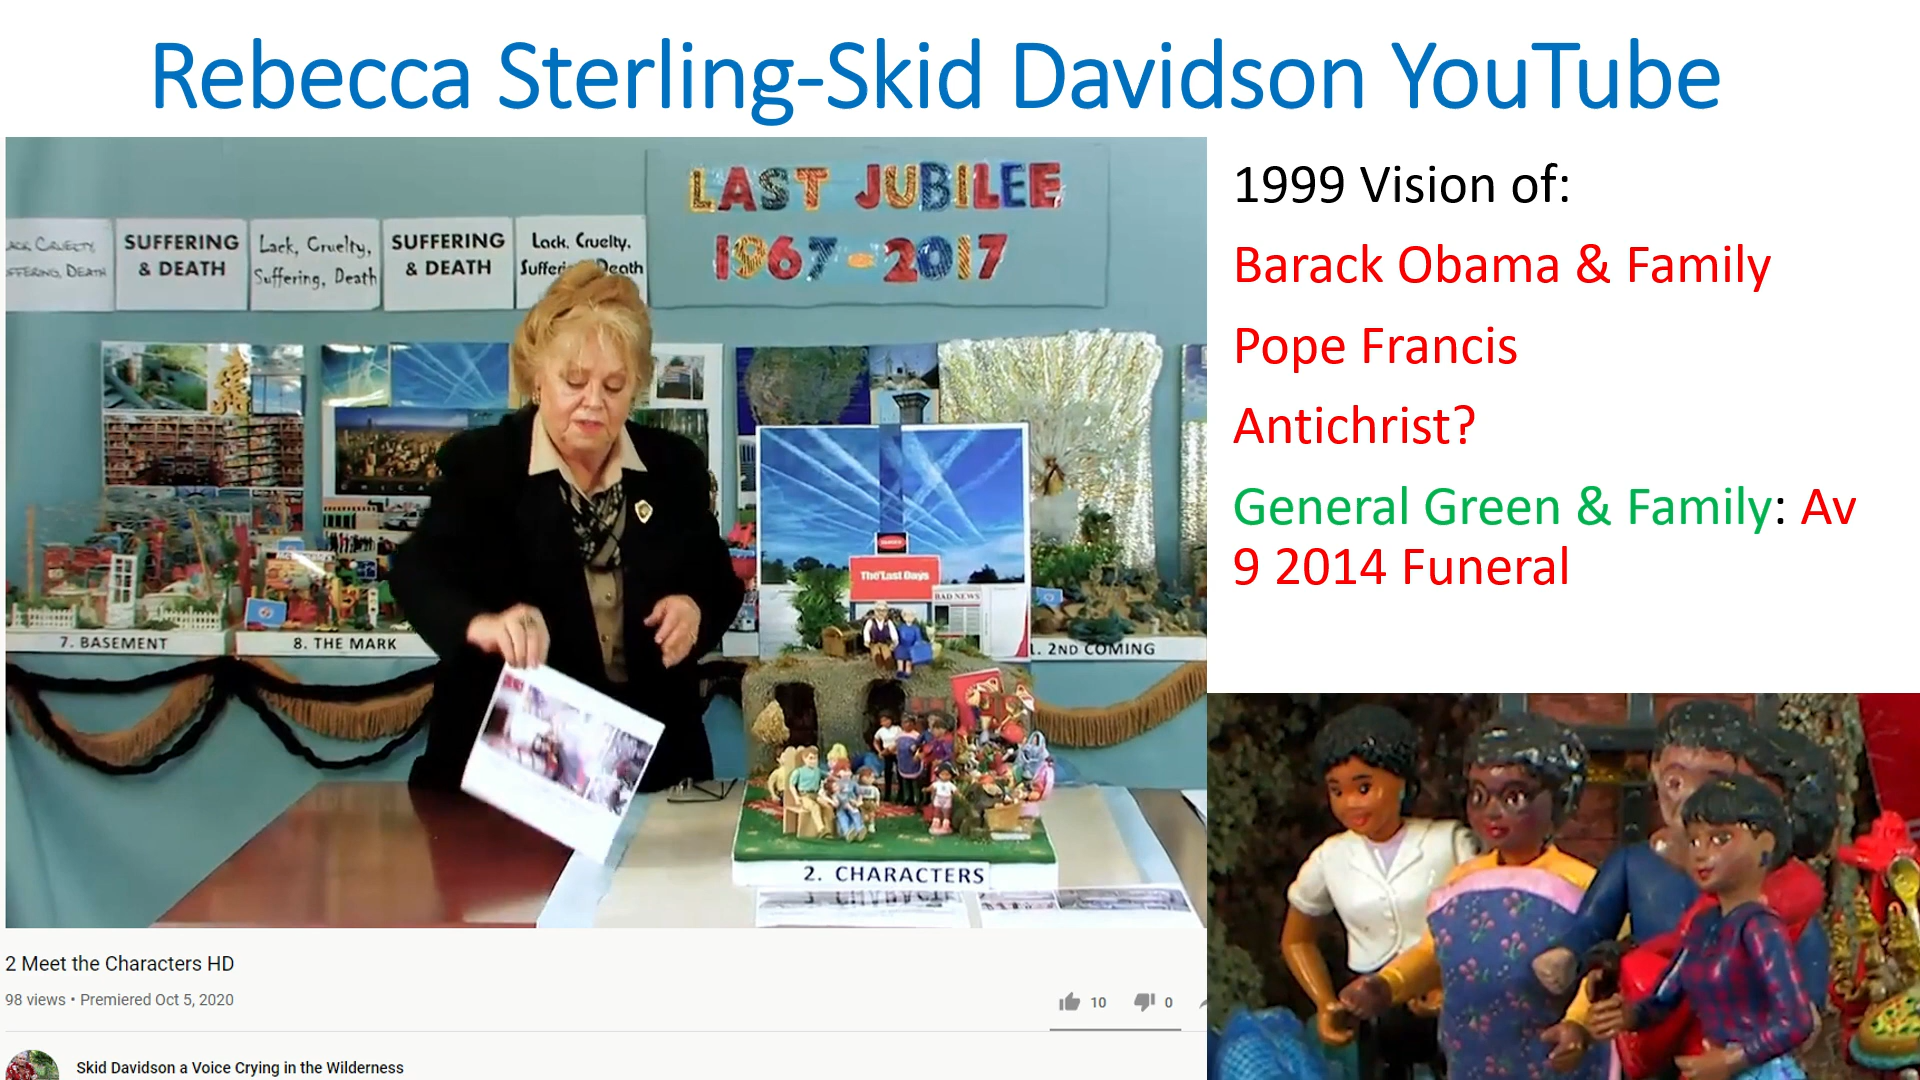 Rebecca Sterling-Skid Davidson YouTube
LAST JUBILEE
1967-2017
SUFFERING
& DEATH
Lack, Cruelty,
Suffering, Death
SUFFERING
& DEATH
Lack, Cruelty,
Death
The Last Days
BAD NEWS
7. BASEMENT
8. THE MARK
2ND COMING
2. CHARACTERS
2 Meet the Characters HD
98 views • Premiered Oct 5, 2020
10
0
Skid Davidson a Voice Crying in the Wilderness
1999 Vision of:
Barack Obama & Family
Pope Francis
Antichrist?
General Green & Family: Av
9 2014 Funeral